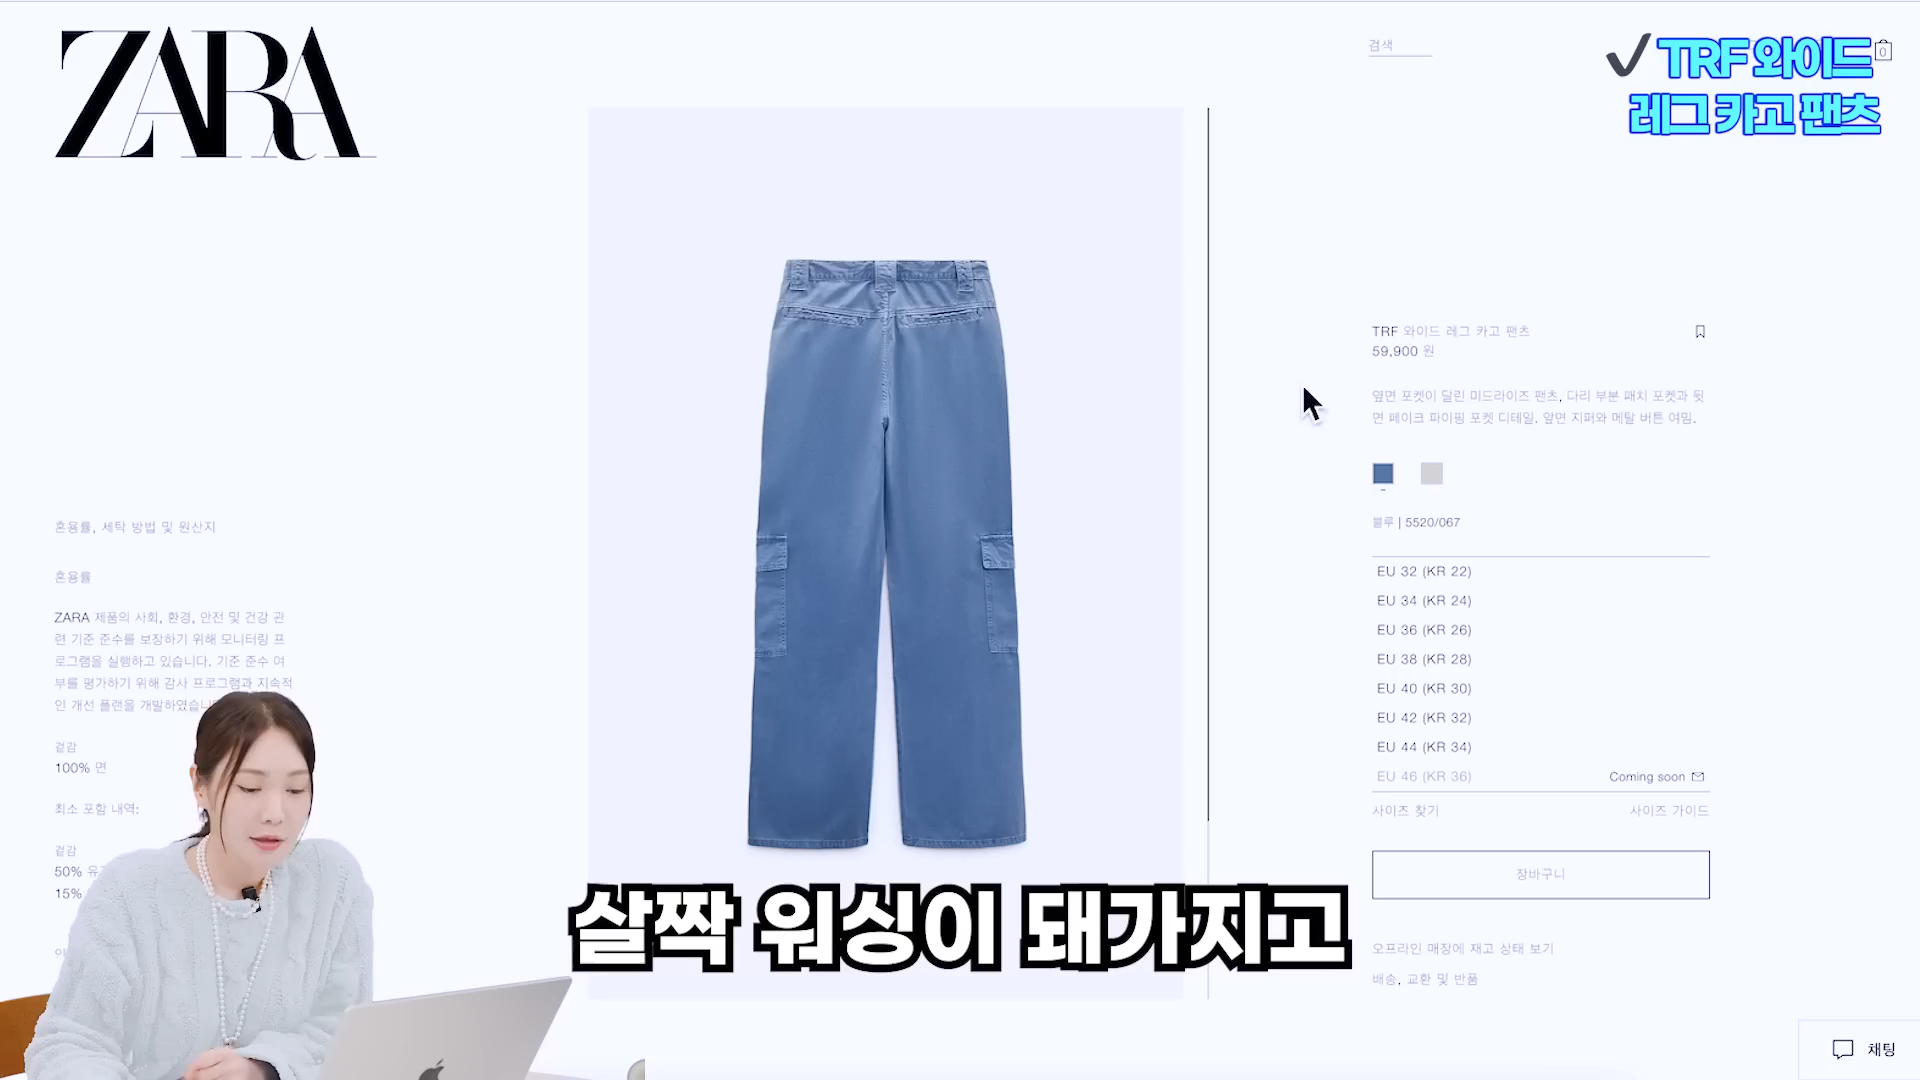 ZARA
검색
✓ TRF 와이드
레그 카고 팬츠
0
TRF 와이드 레그 카고 팬츠
59,900 원
옆면 포켓이 달린 미드라이즈 팬츠, 다리 부분 패치 포켓과 뒷
면 페이크 파이핑 포켓 디테일. 앞면 지퍼와 메탈 버튼 여밈.
블루 | 5520/067
EU 32 (KR 22)
EU 34 (KR 24)
EU 36 (KR 26)
EU 38 (KR 28)
EU 40 (KR 30)
EU 42 (KR 32)
EU 44 (KR 34)
EU 46 (KR 36) Coming soon
사이즈 찾기 사이즈 가이드
장바구니
오프라인 매장에 재고 상태 보기
배송, 교환 및 반품
채팅
혼용률, 세탁 방법 및 원산지
혼용률
ZARA 제품의 사회, 환경, 안전 및 건강 관
련 기준 준수를 보장하기 위해 모니터링 프
로그램을 실행하고 있습니다. 기준 준수 여
부를 평가하기 위해 감사 프로그램과 지속적
인 개선 플랜을 개발하였습니
겉감
100% 면
최소 포함 내역:
겉감
50% 유
15%
살짝 워싱이 돼가지고